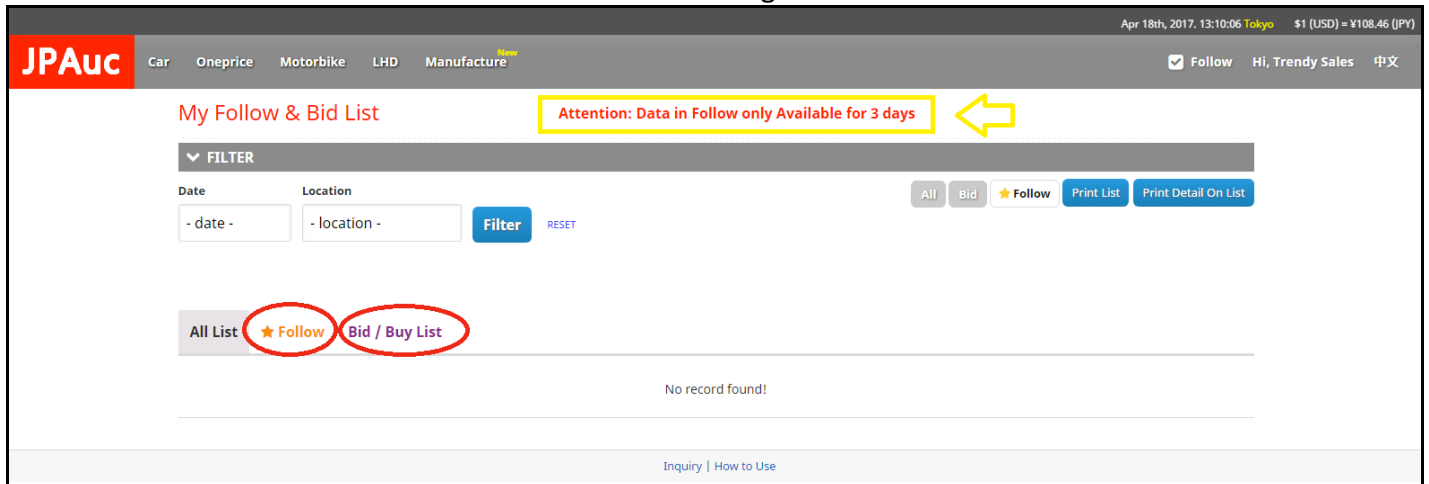 Apr 18th, 2017. 13:10:06 Tokyo $1 (USD) = ¥108.46 (JPY)
JPAuc Car Oneprice Motorbike LHD Manufacture New Follow Hi, Trendy Sales 中文
My Follow & Bid List Attention: Data in Follow only Available for 3 days
FILTER
Date Location All Bid Follow Print List Print Detail On List
- date - - location - Filter RESET
All List Follow Bid / Buy List
No record found!
Inquiry | How to Use